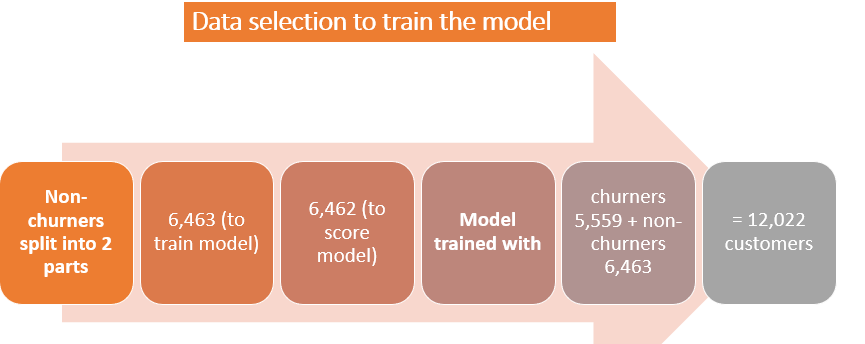 Data selection to train the model
Non-
churners
split into 2
parts
6,463 (to
train model)
6,462 (to
score
model)
Model
trained with
churners
5,559 + non-
churners
6,463
= 12,022
customers